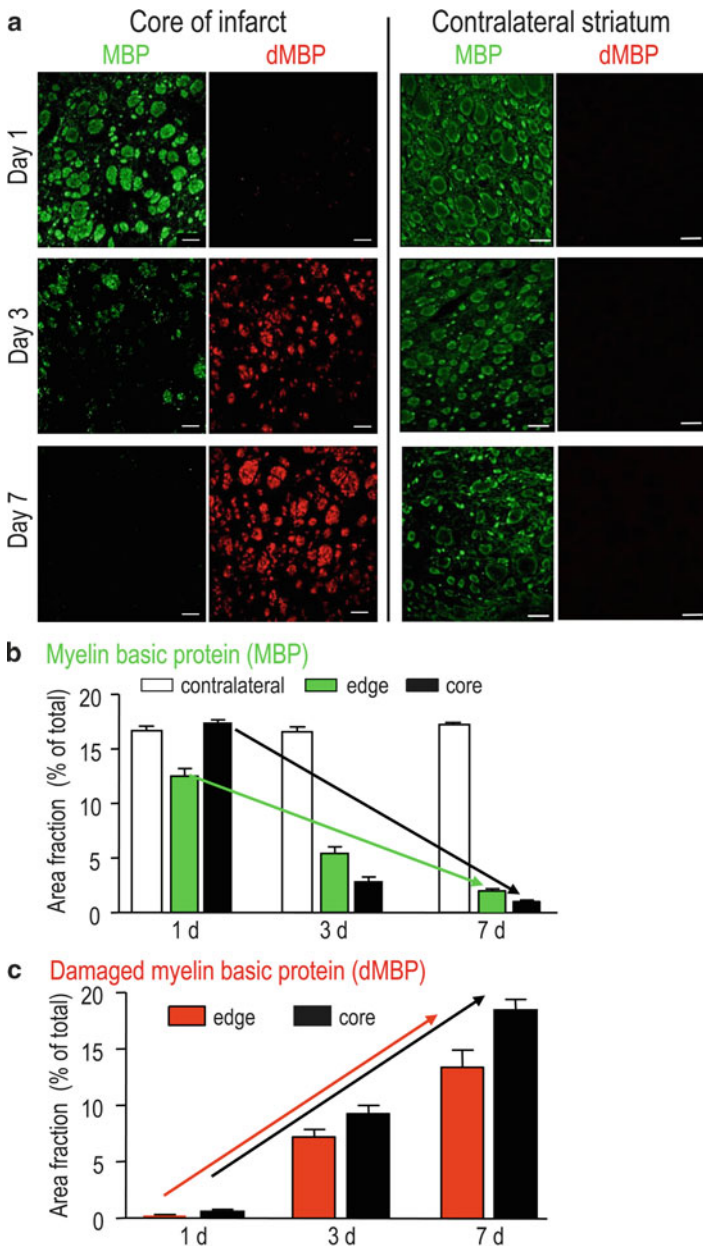 a
Core of infarct
Contralateral striatum
MBP
dMBP
MBP
dMBP
Day 1
Day 3
Day 7
b
Myelin basic protein (MBP)
contralateral
edge
core
Area fraction (% of total)
20
15
10
5
0
1 d
3 d
7 d
c
Damaged myelin basic protein (dMBP)
edge
core
Area fraction (% of total)
20
15
10
5
0
1 d
3 d
7 d